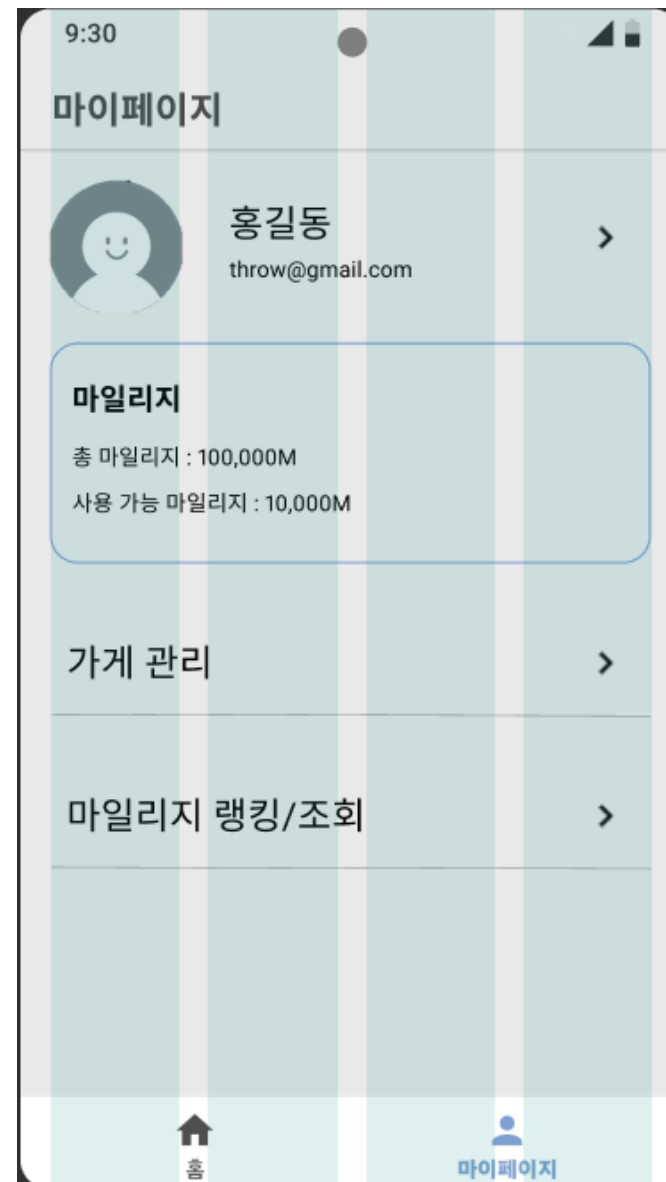 9:30
마이페이지
홍길동
throw@gmail.com
마일리지
총 마일리지 : 100,000M
사용 가능 마일리지 : 10,000M
가게 관리
마일리지 랭킹/조회
홈
마이페이지